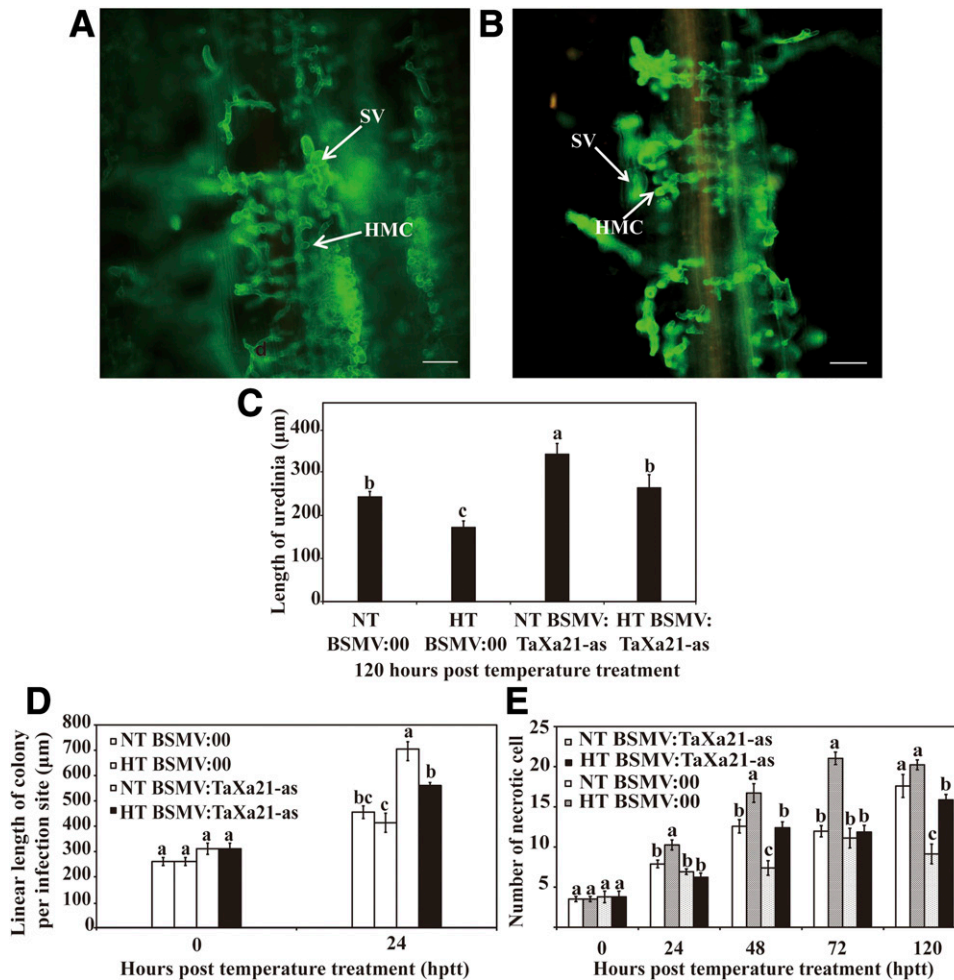 A
SV
HMC
d
B
SV
HMC
C
Length of uredinia (μm)
400
300
200
100
0
b
c
a
b
NT BSMV:00
HT BSMV:00
NT BSMV:TaXa21-as
HT BSMV:TaXa21-as
120 hours post temperature treatment
D
Linear length of colony
per infection site (μm)
800
700
600
500
400
300
200
100
0
NT BSMV:00
HT BSMV:00
NT BSMV:TaXa21-as
HT BSMV:TaXa21-as
a a a a
bc c a b
0 24
Hours post temperature treatment (hptt)
E
Number of necrotic cell
25
20
15
10
5
NT BSMV:TaXa21-as
HT BSMV:TaXa21-as
NT BSMV:00
HT BSMV:00
a a a a
b a b b
b a c b
b a b b
a a c b
0 24 48 72 120
Hours post temperature treatment (hptt)